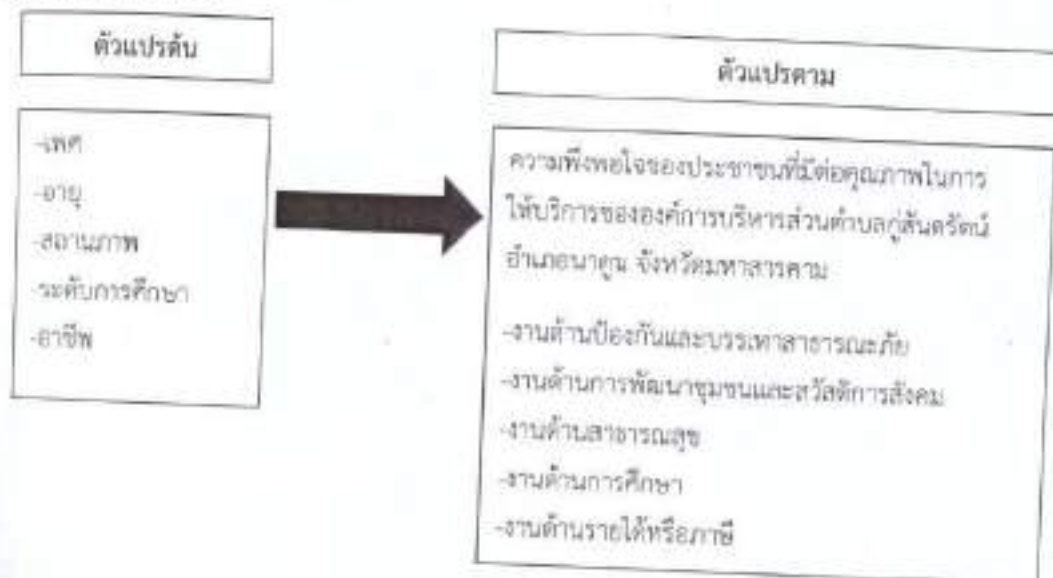 ตัวแปรต้น
-เพศ
-อายุ
-สถานภาพ
-ระดับการศึกษา
-อาชีพ
ตัวแปรตาม
ความพึงพอใจของประชาชนที่มีต่อคุณภาพในการ
ให้บริการขององค์การบริหารส่วนตำบลกู่สันตรัตน์
อำเภอนาดูน จังหวัดมหาสารคาม
-งานด้านป้องกันและบรรเทาสาธารณะภัย
-งานด้านการพัฒนาชุมชนและสวัสดิการสังคม
-งานด้านสาธารณสุข
-งานด้านการศึกษา
-งานด้านรายได้หรือภาษี